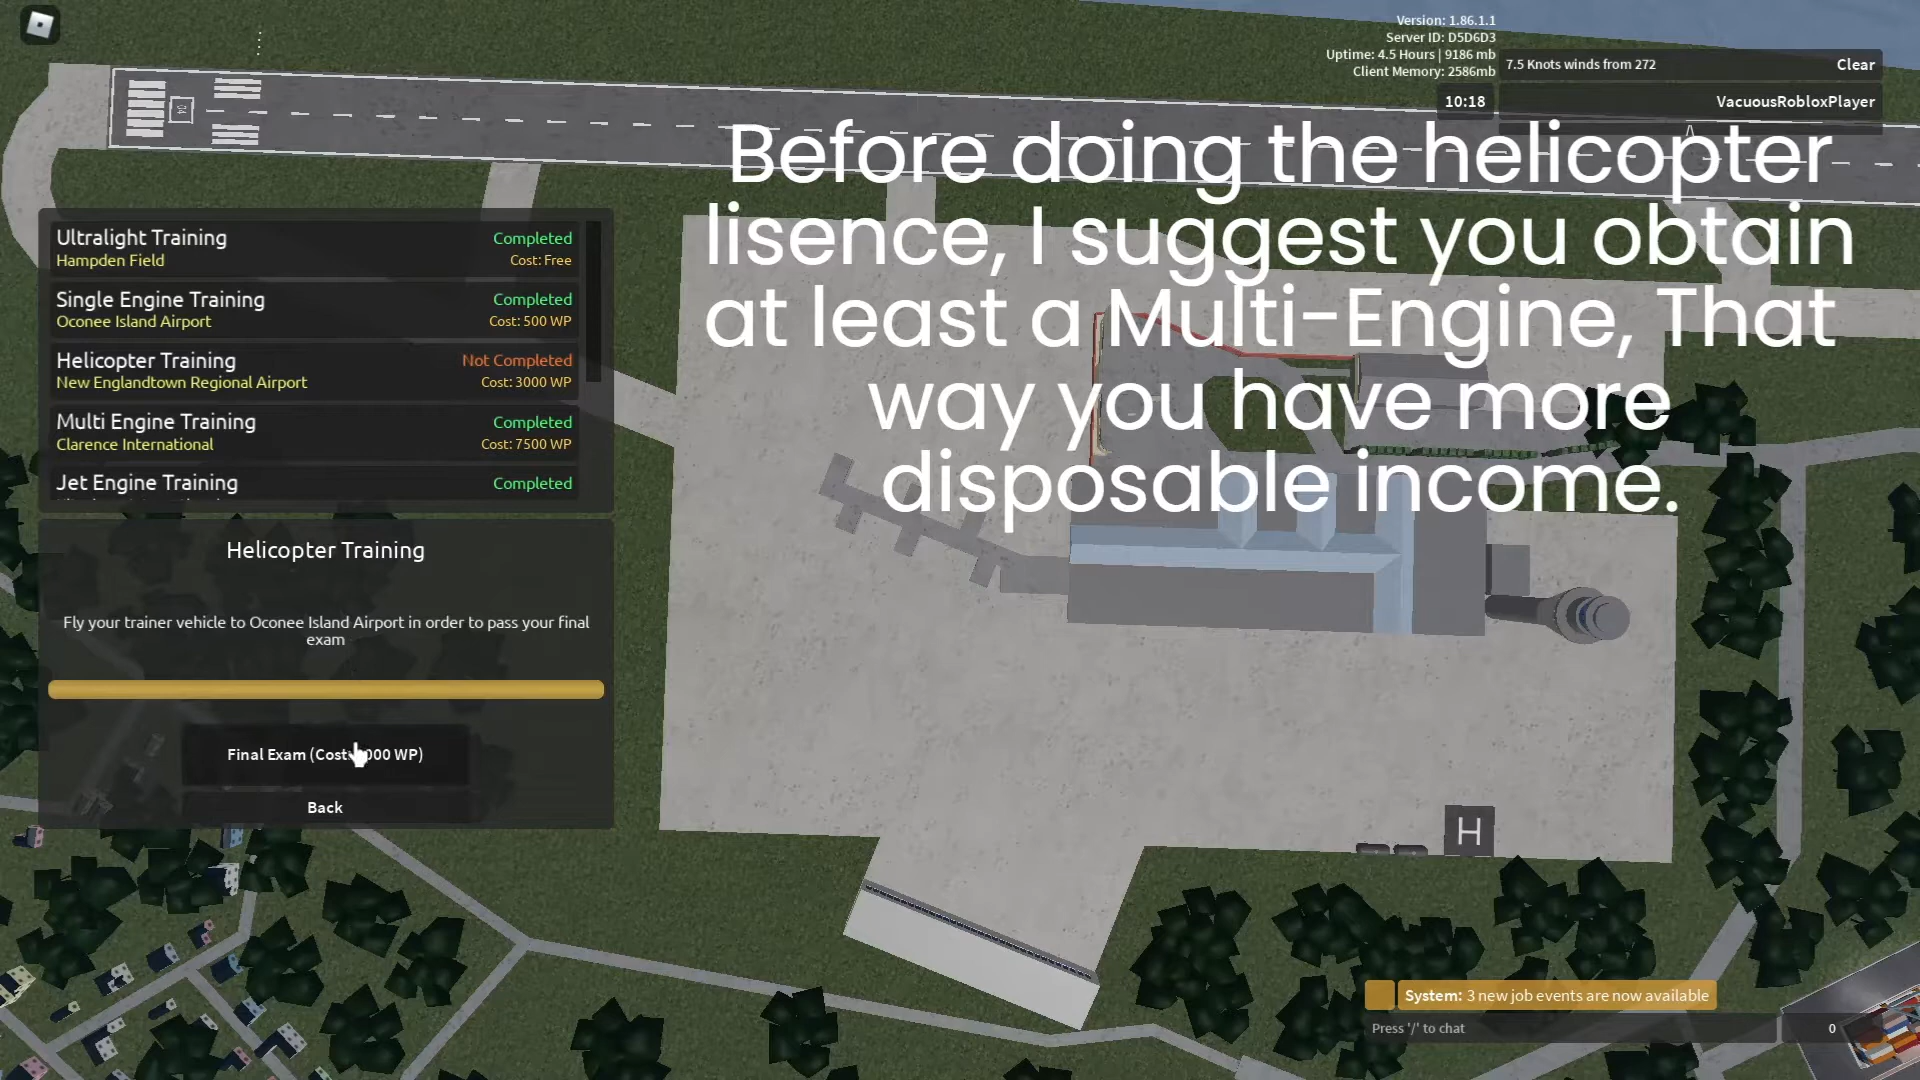 Version: 1.86.1.1
Server ID: D5D6D3
Uptime: 4.5 Hours | 9186 mb
Client Memory: 2586mb
7.5 Knots winds from 272
Clear
10:18
VacuousRobloxPlayer
Before doing the helicopter
lisence, I suggest you obtain
at least a Multi-Engine, That
way you have more
disposable income.
Ultralight Training
Completed
Hampden Field
Cost: Free
Single Engine Training
Completed
Oconee Island Airport
Cost: 500 WP
Helicopter Training
Not Completed
New Englandtown Regional Airport
Cost: 3000 WP
Multi Engine Training
Completed
Clarence International
Cost: 7500 WP
Jet Engine Training
Completed
Helicopter Training
Fly your trainer vehicle to Oconee Island Airport in order to pass your final
exam
Final Exam (Cost: 000 WP)
Back
H
System: 3 new job events are now available
Press '/' to chat
0